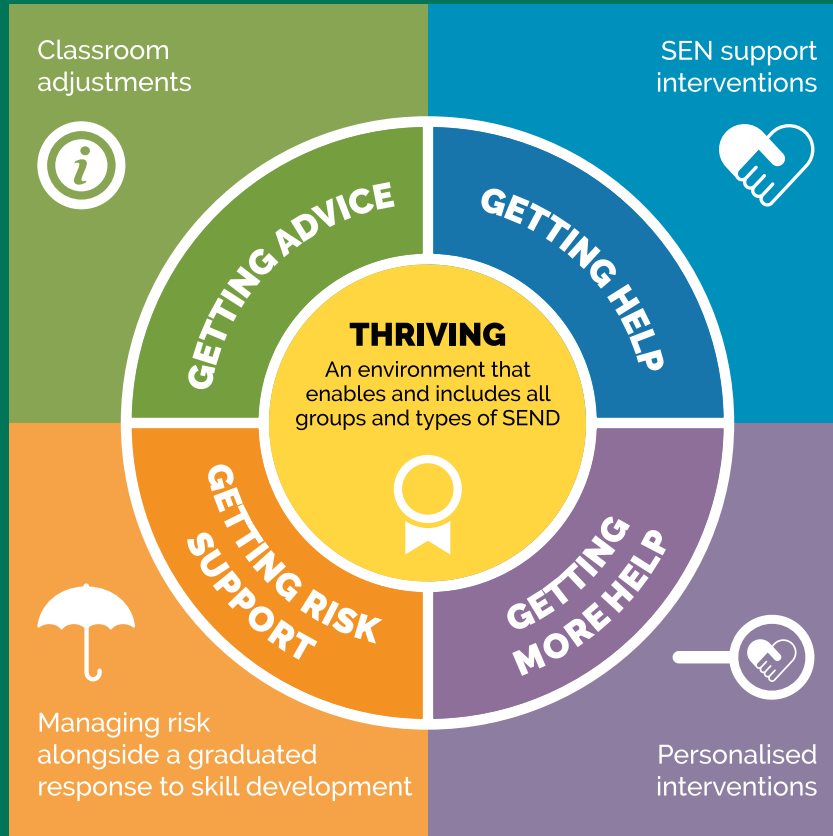 Classroom
adjustments
SEN support
interventions
GETTING ADVICE
GETTING HELP
THRIVING
An environment that
enables and includes all
groups and types of SEND
GETTING RISK
SUPPORT
GETTING
MORE HELP
Managing risk
alongside a graduated
response to skill development
Personalised
interventions